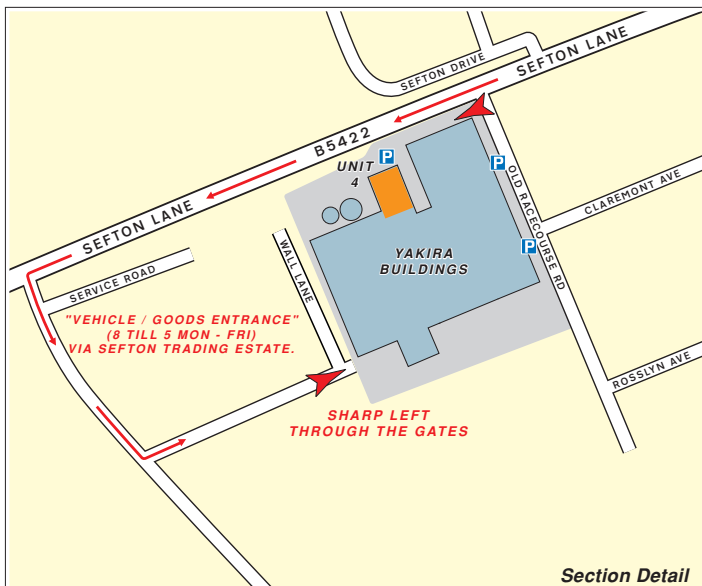 SEFTON DRIVE
SEFTON LANE
B5422
UNIT
4
P
P
OLD RACECOURSE RD
CLAREMONT AVE
SEFTON LANE
WALL LANE
P
YAKIRA
BUILDINGS
SERVICE ROAD
"VEHICLE / GOODS ENTRANCE"
(8 TILL 5 MON - FRI)
VIA SEFTON TRADING ESTATE.
ROSSLYN AVE
SHARP LEFT
THROUGH THE GATES
Section Detail